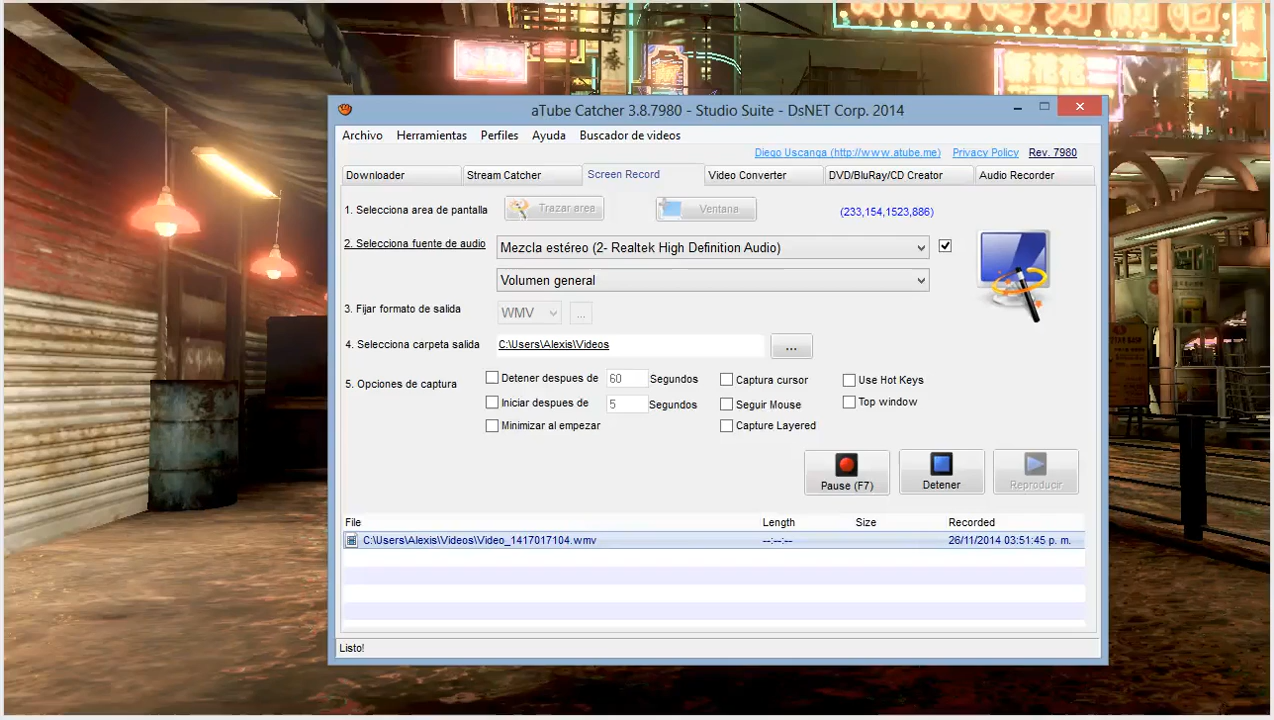 aTube Catcher 3.8.7980 - Studio Suite - DsNET Corp. 2014
Archivo Herramientas Perfiles Ayuda Buscador de videos
Diego Uscanga (http://www.atube.me) Privacy Policy Rev. 7980
Downloader Stream Catcher Screen Record Video Converter DVD/BluRay/CD Creator Audio Recorder
1. Selecciona area de pantalla Trazar area Ventana (233,154,1523,886)
2. Selecciona fuente de audio Mezcla estéreo (2- Realtek High Definition Audio)
Volumen general
3. Fijar formato de salida WMV ...
4. Selecciona carpeta salida C:\Users\Alexis\Videos ...
5. Opciones de captura Detener despues de 60 Segundos Captura cursor Use Hot Keys
Iniciar despues de 5 Segundos Seguir Mouse Top window
Minimizar al empezar Capture Layered
Pause (F7) Detener Reproducir
File Length Size Recorded
C:\Users\Alexis\Videos\Video_1417017104.wmv --:--:-- 26/11/2014 03:51:45 p. m.
Listo!